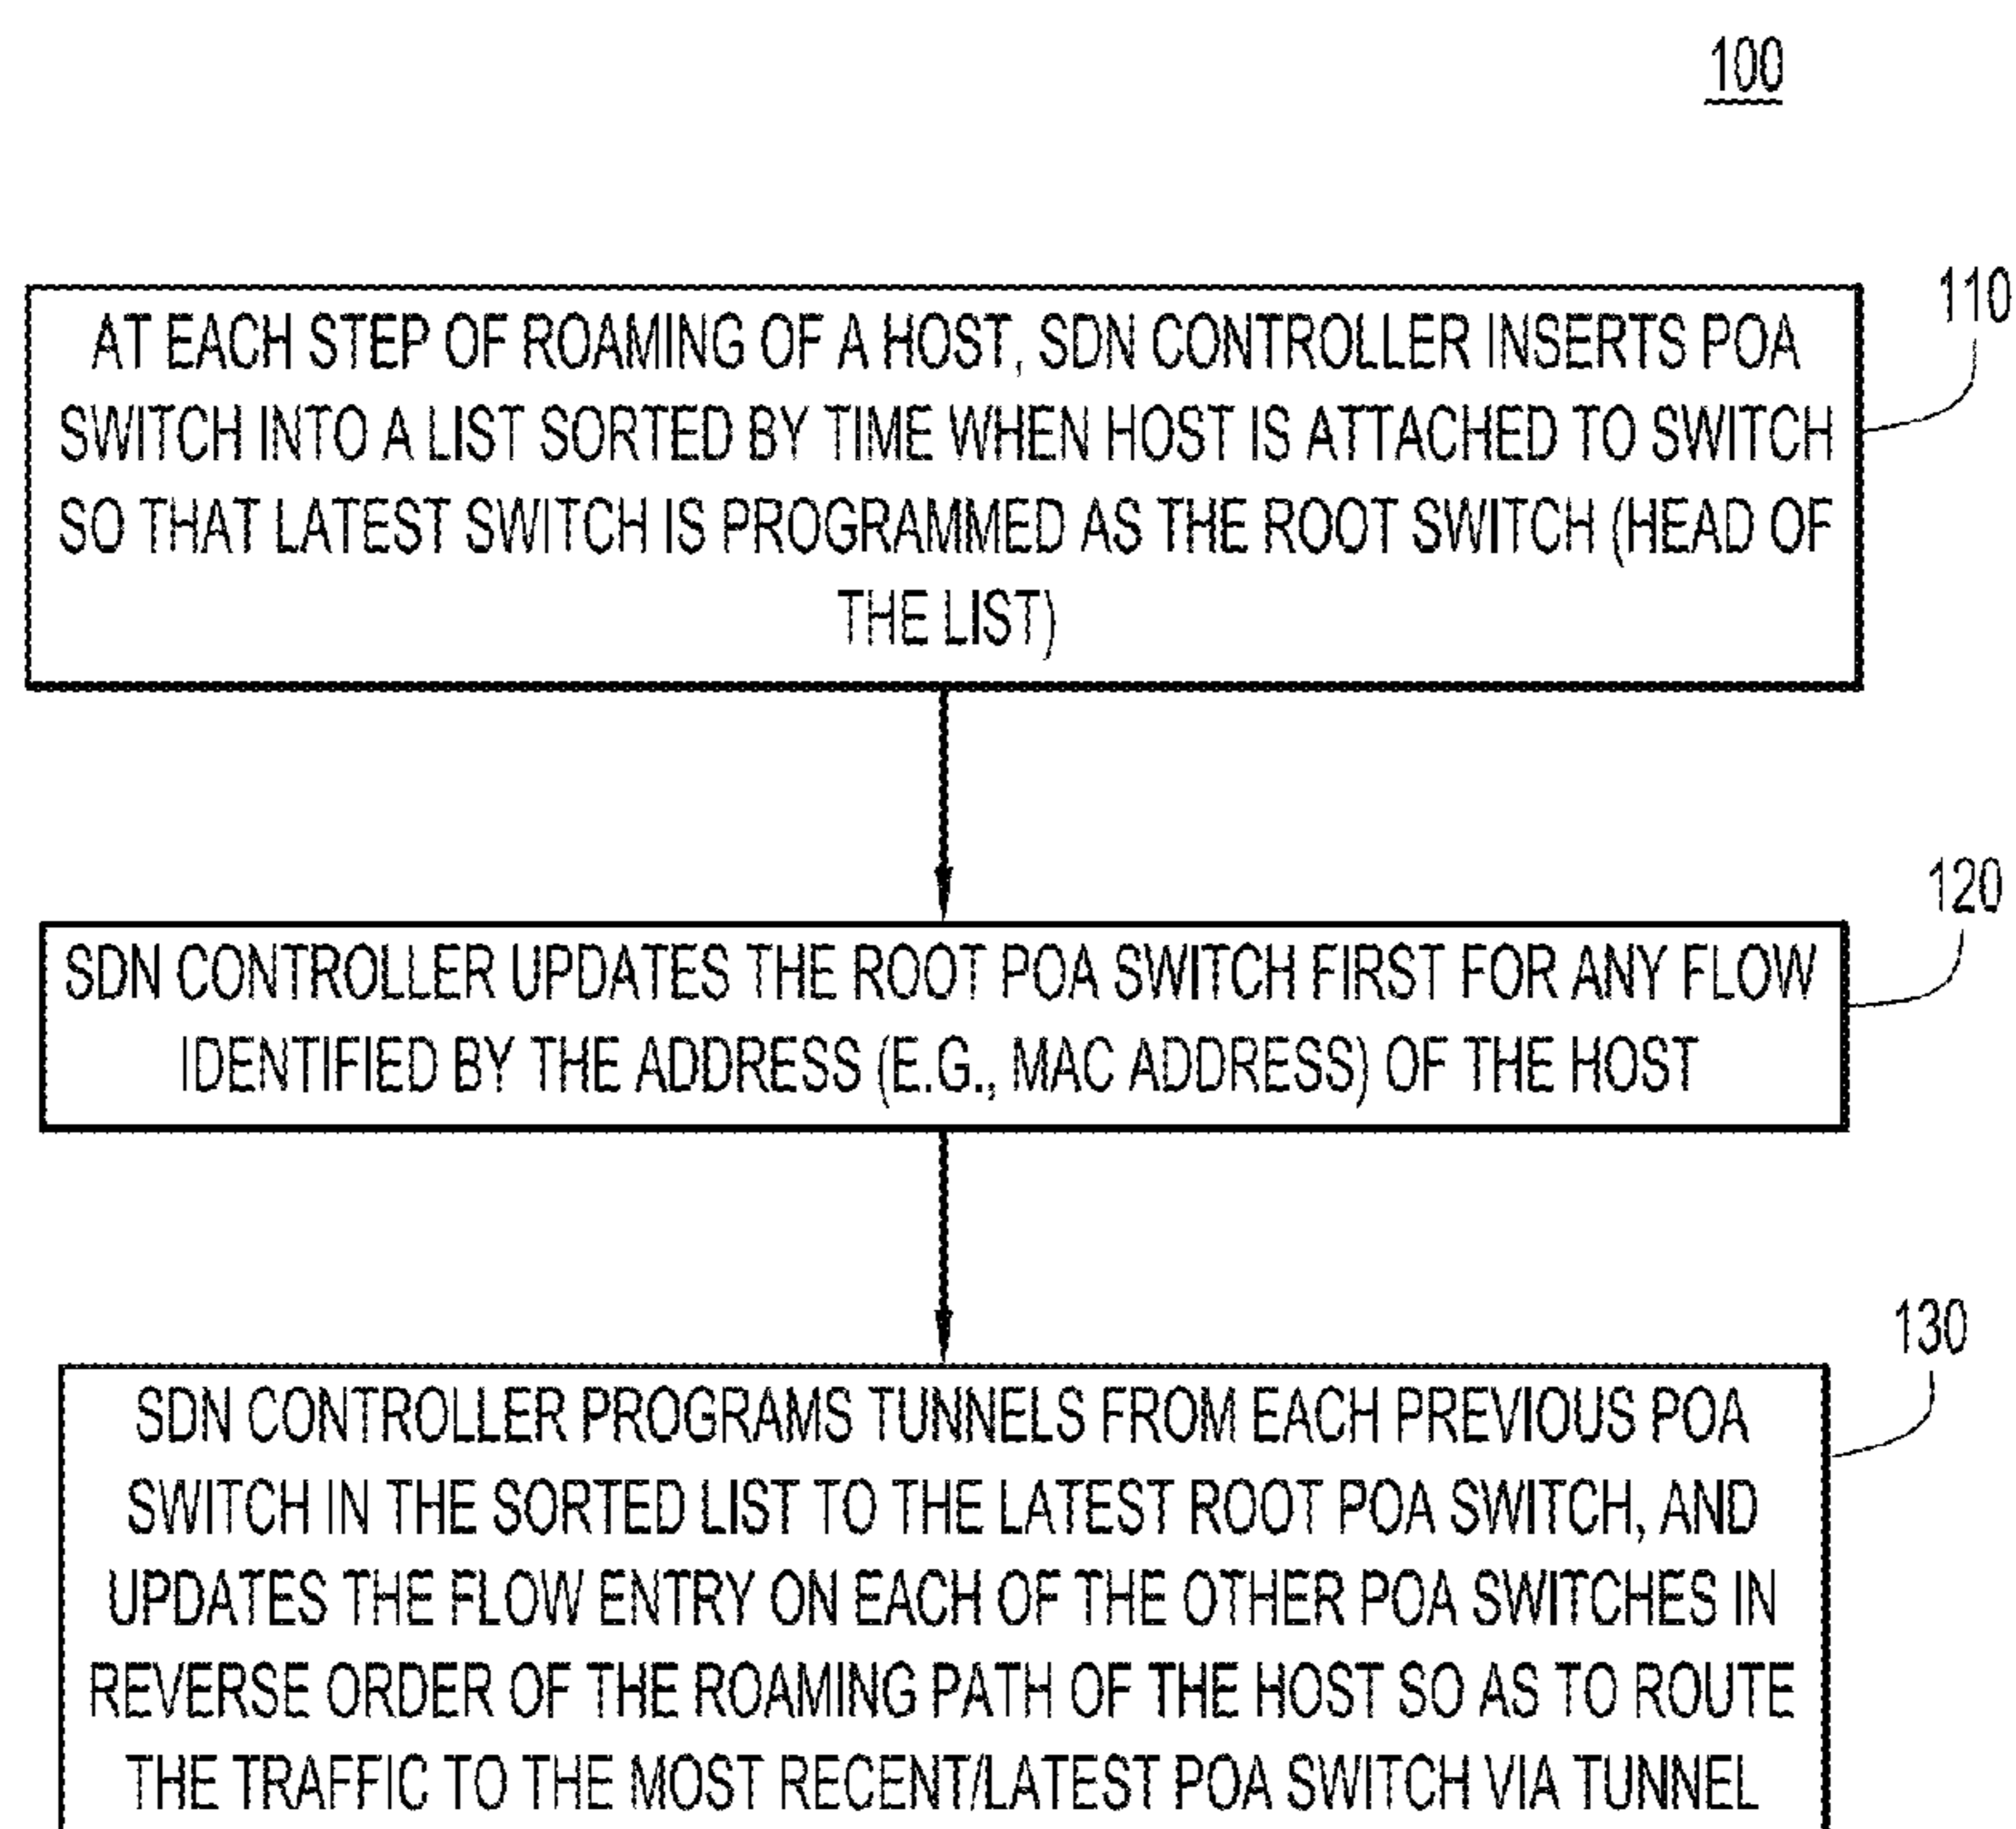 100
110
AT EACH STEP OF ROAMING OF A HOST, SDN CONTROLLER INSERTS POA
SWITCH INTO A LIST SORTED BY TIME WHEN HOST IS ATTACHED TO SWITCH
SO THAT LATEST SWITCH IS PROGRAMMED AS THE ROOT SWITCH (HEAD OF
THE LIST)
120
SDN CONTROLLER UPDATES THE ROOT POA SWITCH FIRST FOR ANY FLOW
IDENTIFIED BY THE ADDRESS (E.G., MAC ADDRESS) OF THE HOST
130
SDN CONTROLLER PROGRAMS TUNNELS FROM EACH PREVIOUS POA
SWITCH IN THE SORTED LIST TO THE LATEST ROOT POA SWITCH, AND
UPDATES THE FLOW ENTRY ON EACH OF THE OTHER POA SWITCHES IN
REVERSE ORDER OF THE ROAMING PATH OF THE HOST SO AS TO ROUTE
THE TRAFFIC TO THE MOST RECENT/LATEST POA SWITCH VIA TUNNEL